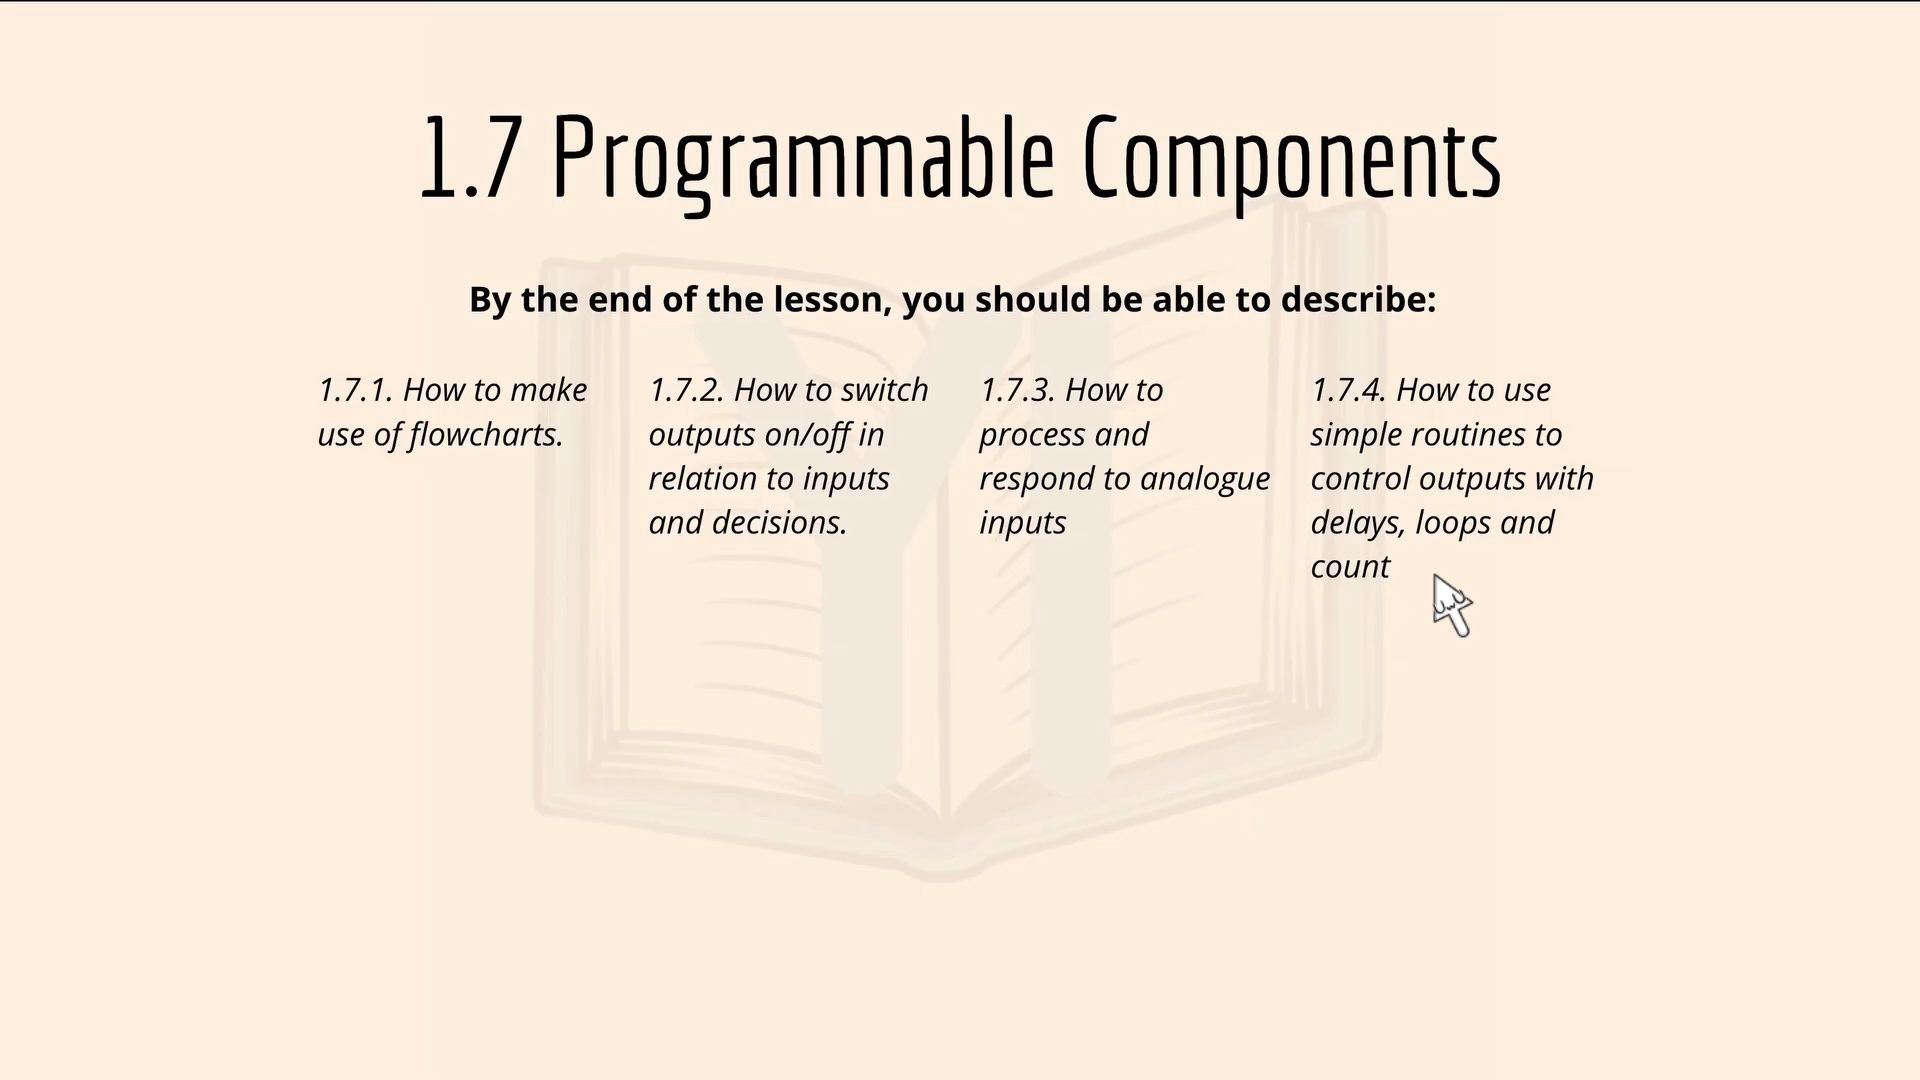 1.7 Programmable Components
By the end of the lesson, you should be able to describe:
1.7.1. How to make
use of flowcharts.
1.7.2. How to switch
outputs on/off in
relation to inputs
and decisions.
1.7.3. How to
process and
respond to analogue
inputs
1.7.4. How to use
simple routines to
control outputs with
delays, loops and
count
YI